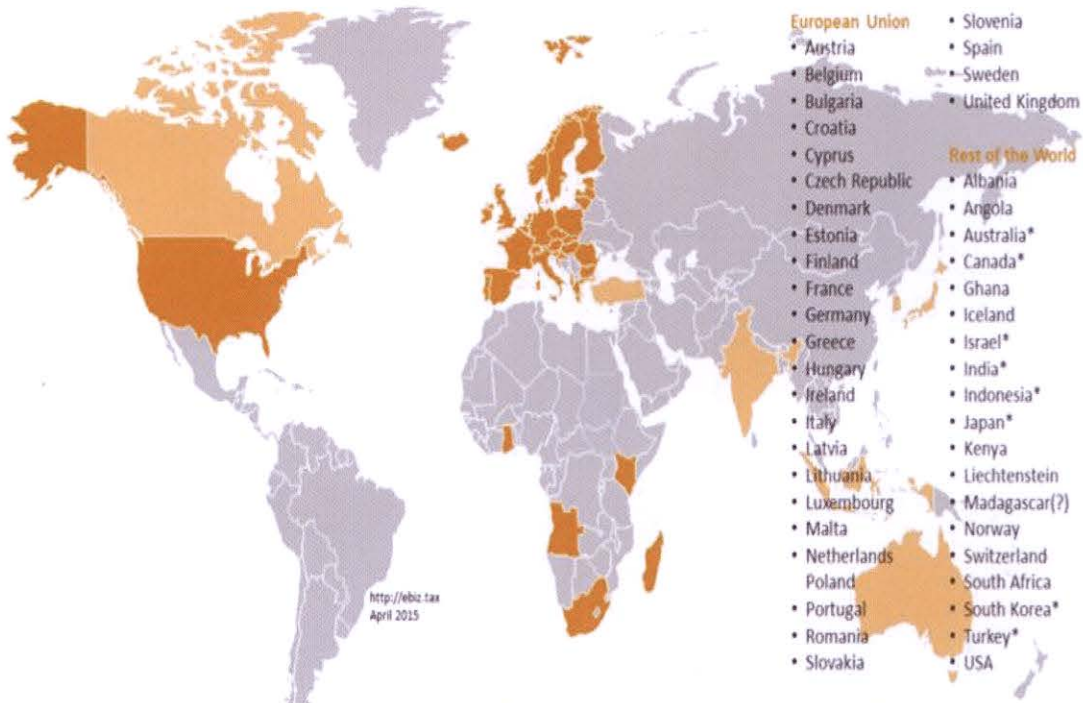 European Union
• Austria
• Belgium
• Bulgaria
• Croatia
• Cyprus
• Czech Republic
• Denmark
• Estonia
• Finland
• France
• Germany
• Greece
• Hungary
• Ireland
• Italy
• Latvia
• Lithuania
• Luxembourg
• Malta
• Netherlands
Poland
• Portugal
• Romania
• Slovakia
• Slovenia
• Spain
• Sweden
• United Kingdom
Rest of the World
• Albania
• Angola
• Australia*
• Canada*
• Ghana
• Iceland
• Israel*
• India*
• Indonesia*
• Japan*
• Kenya
• Liechtenstein
• Madagascar(?)
• Norway
• Switzerland
• South Africa
• South Korea*
• Turkey*
• USA
http://ebiz.tax
April 2015